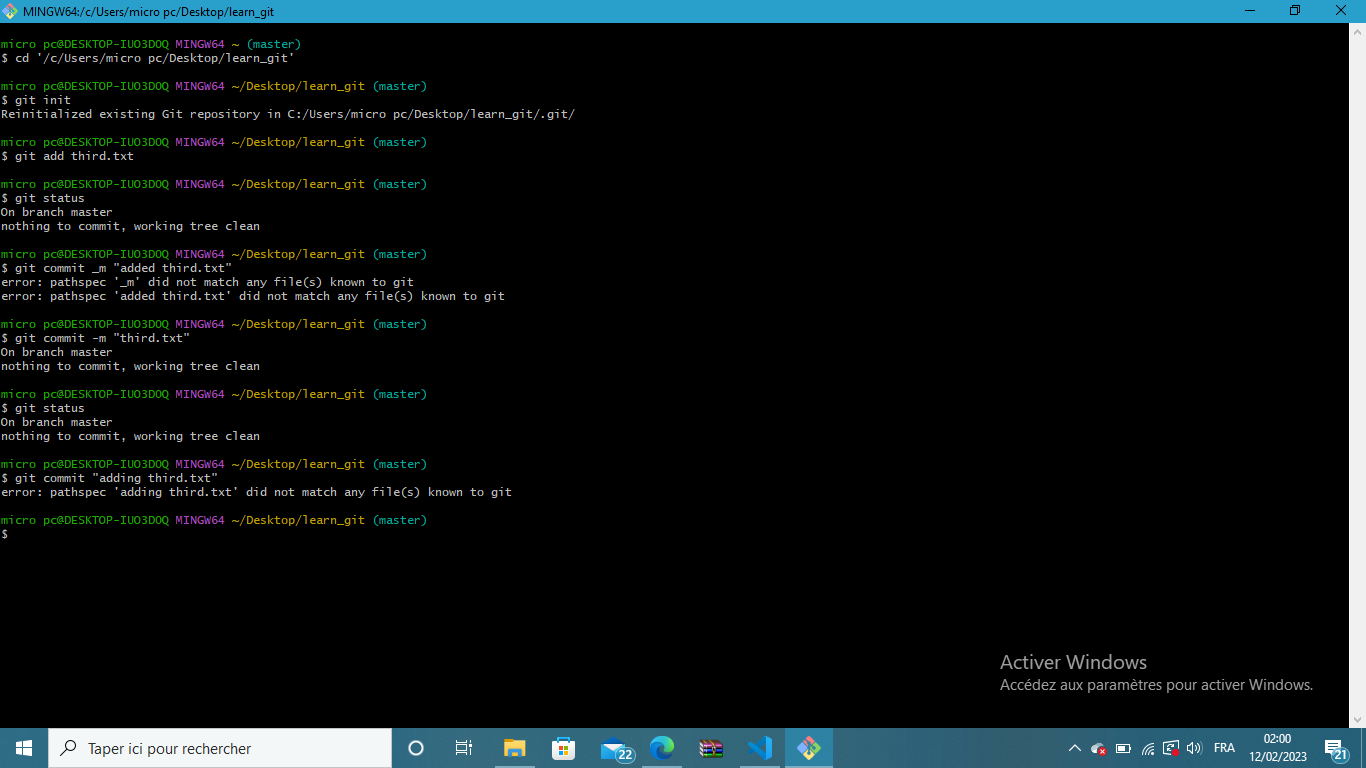 MINGW64:/c/Users/micro pc/Desktop/learn_git
micro pc@DESKTOP-IUO3DOQ MINGW64 ~ (master)
$ cd '/c/Users/micro pc/Desktop/learn_git'
micro pc@DESKTOP-IUO3DOQ MINGW64 ~/Desktop/learn_git (master)
$ git init
Reinitialized existing Git repository in C:/Users/micro pc/Desktop/learn_git/.git/
micro pc@DESKTOP-IUO3DOQ MINGW64 ~/Desktop/learn_git (master)
$ git add third.txt
micro pc@DESKTOP-IUO3DOQ MINGW64 ~/Desktop/learn_git (master)
$ git status
On branch master
nothing to commit, working tree clean
micro pc@DESKTOP-IUO3DOQ MINGW64 ~/Desktop/learn_git (master)
$ git commit _m "added third.txt"
error: pathspec '_m' did not match any file(s) known to git
error: pathspec 'added third.txt' did not match any file(s) known to git
micro pc@DESKTOP-IUO3DOQ MINGW64 ~/Desktop/learn_git (master)
$ git commit -m "third.txt"
On branch master
nothing to commit, working tree clean
micro pc@DESKTOP-IUO3DOQ MINGW64 ~/Desktop/learn_git (master)
$ git status
On branch master
nothing to commit, working tree clean
micro pc@DESKTOP-IUO3DOQ MINGW64 ~/Desktop/learn_git (master)
$ git commit "adding third.txt"
error: pathspec 'adding third.txt' did not match any file(s) known to git
micro pc@DESKTOP-IUO3DOQ MINGW64 ~/Desktop/learn_git (master)
$
Activer Windows
Accédez aux paramètres pour activer Windows.
Taper ici pour rechercher
22
FRA
02:00
12/02/2023
21